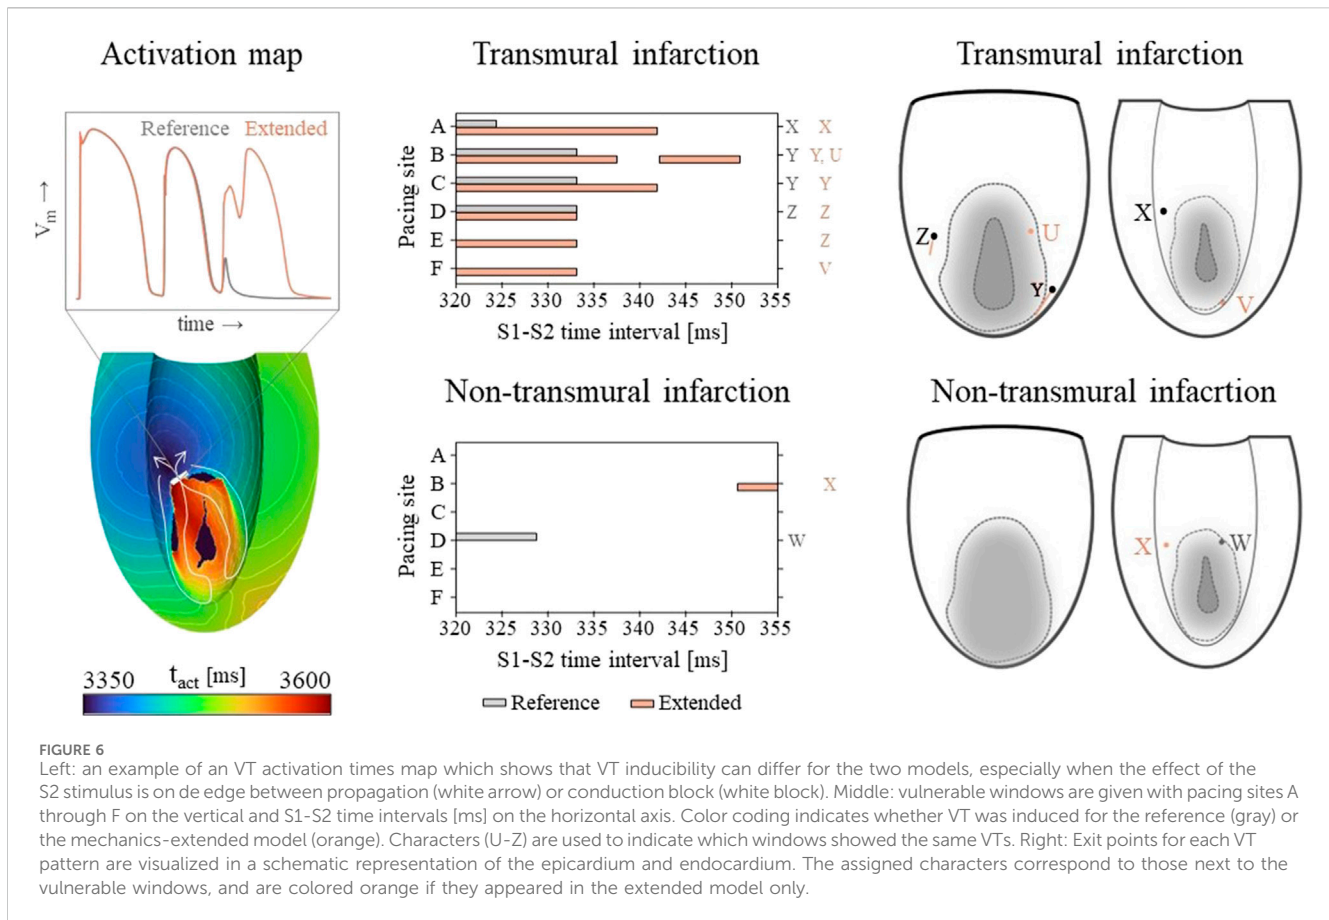 Activation map
Reference Extended
Vm →
time →
tact [ms]
3350 3600
Transmural infarction
Pacing site
A X X
B Y Y, U
C Y Y
D Z Z
E Z
F V
320 325 330 335 340 345 350 355
S1-S2 time interval [ms]
Non-transmural infarction
Pacing site
A
B X
C
D W
E
F
320 325 330 335 340 345 350 355
S1-S2 time interval [ms]
Reference Extended
Transmural infarction
Z U Y
X V
Non-transmural infacrtion
X W
FIGURE 6
Left: an example of an VT activation times map which shows that VT inducibility can differ for the two models, especially when the effect of the
S2 stimulus is on de edge between propagation (white arrow) or conduction block (white block). Middle: vulnerable windows are given with pacing sites A
through F on the vertical and S1-S2 time intervals [ms] on the horizontal axis. Color coding indicates whether VT was induced for the reference (gray) or
the mechanics-extended model (orange). Characters (U-Z) are used to indicate which windows showed the same VTs. Right: Exit points for each VT
pattern are visualized in a schematic representation of the epicardium and endocardium. The assigned characters correspond to those next to the
vulnerable windows, and are colored orange if they appeared in the extended model only.